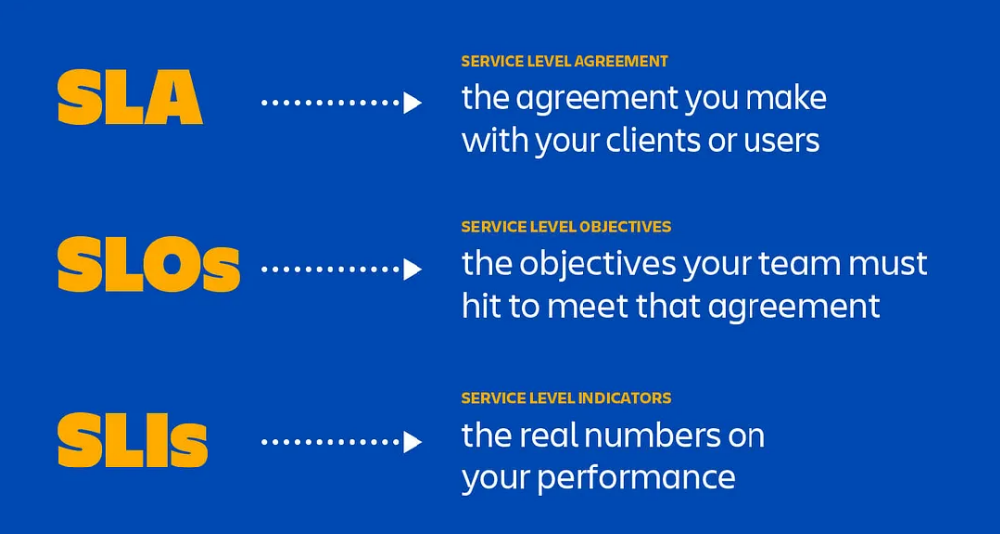 SLA
SERVICE LEVEL AGREEMENT
the agreement you make
with your clients or users
SLOs
SERVICE LEVEL OBJECTIVES
the objectives your team must
hit to meet that agreement
SLIs
SERVICE LEVEL INDICATORS
the real numbers on
your performance